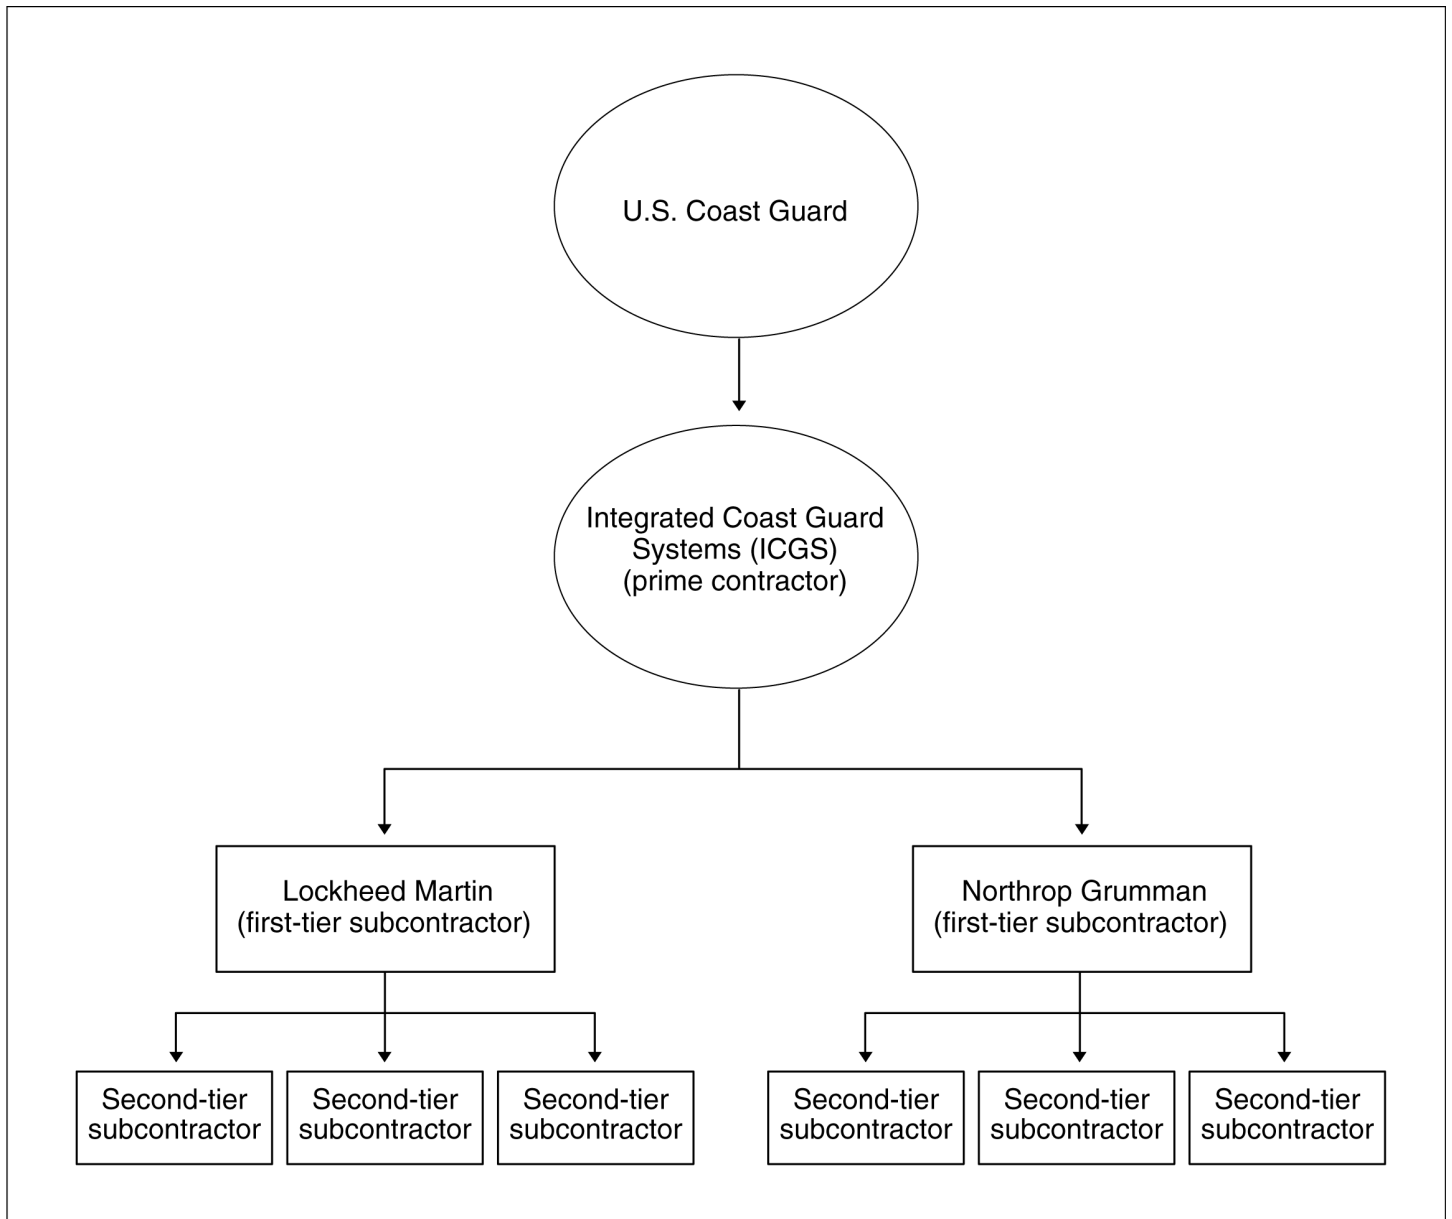 U.S. Coast Guard
Integrated Coast Guard
Systems (ICGS)
(prime contractor)
Lockheed Martin
(first-tier subcontractor)
Northrop Grumman
(first-tier subcontractor)
Second-tier
subcontractor
Second-tier
subcontractor
Second-tier
subcontractor
Second-tier
subcontractor
Second-tier
subcontractor
Second-tier
subcontractor